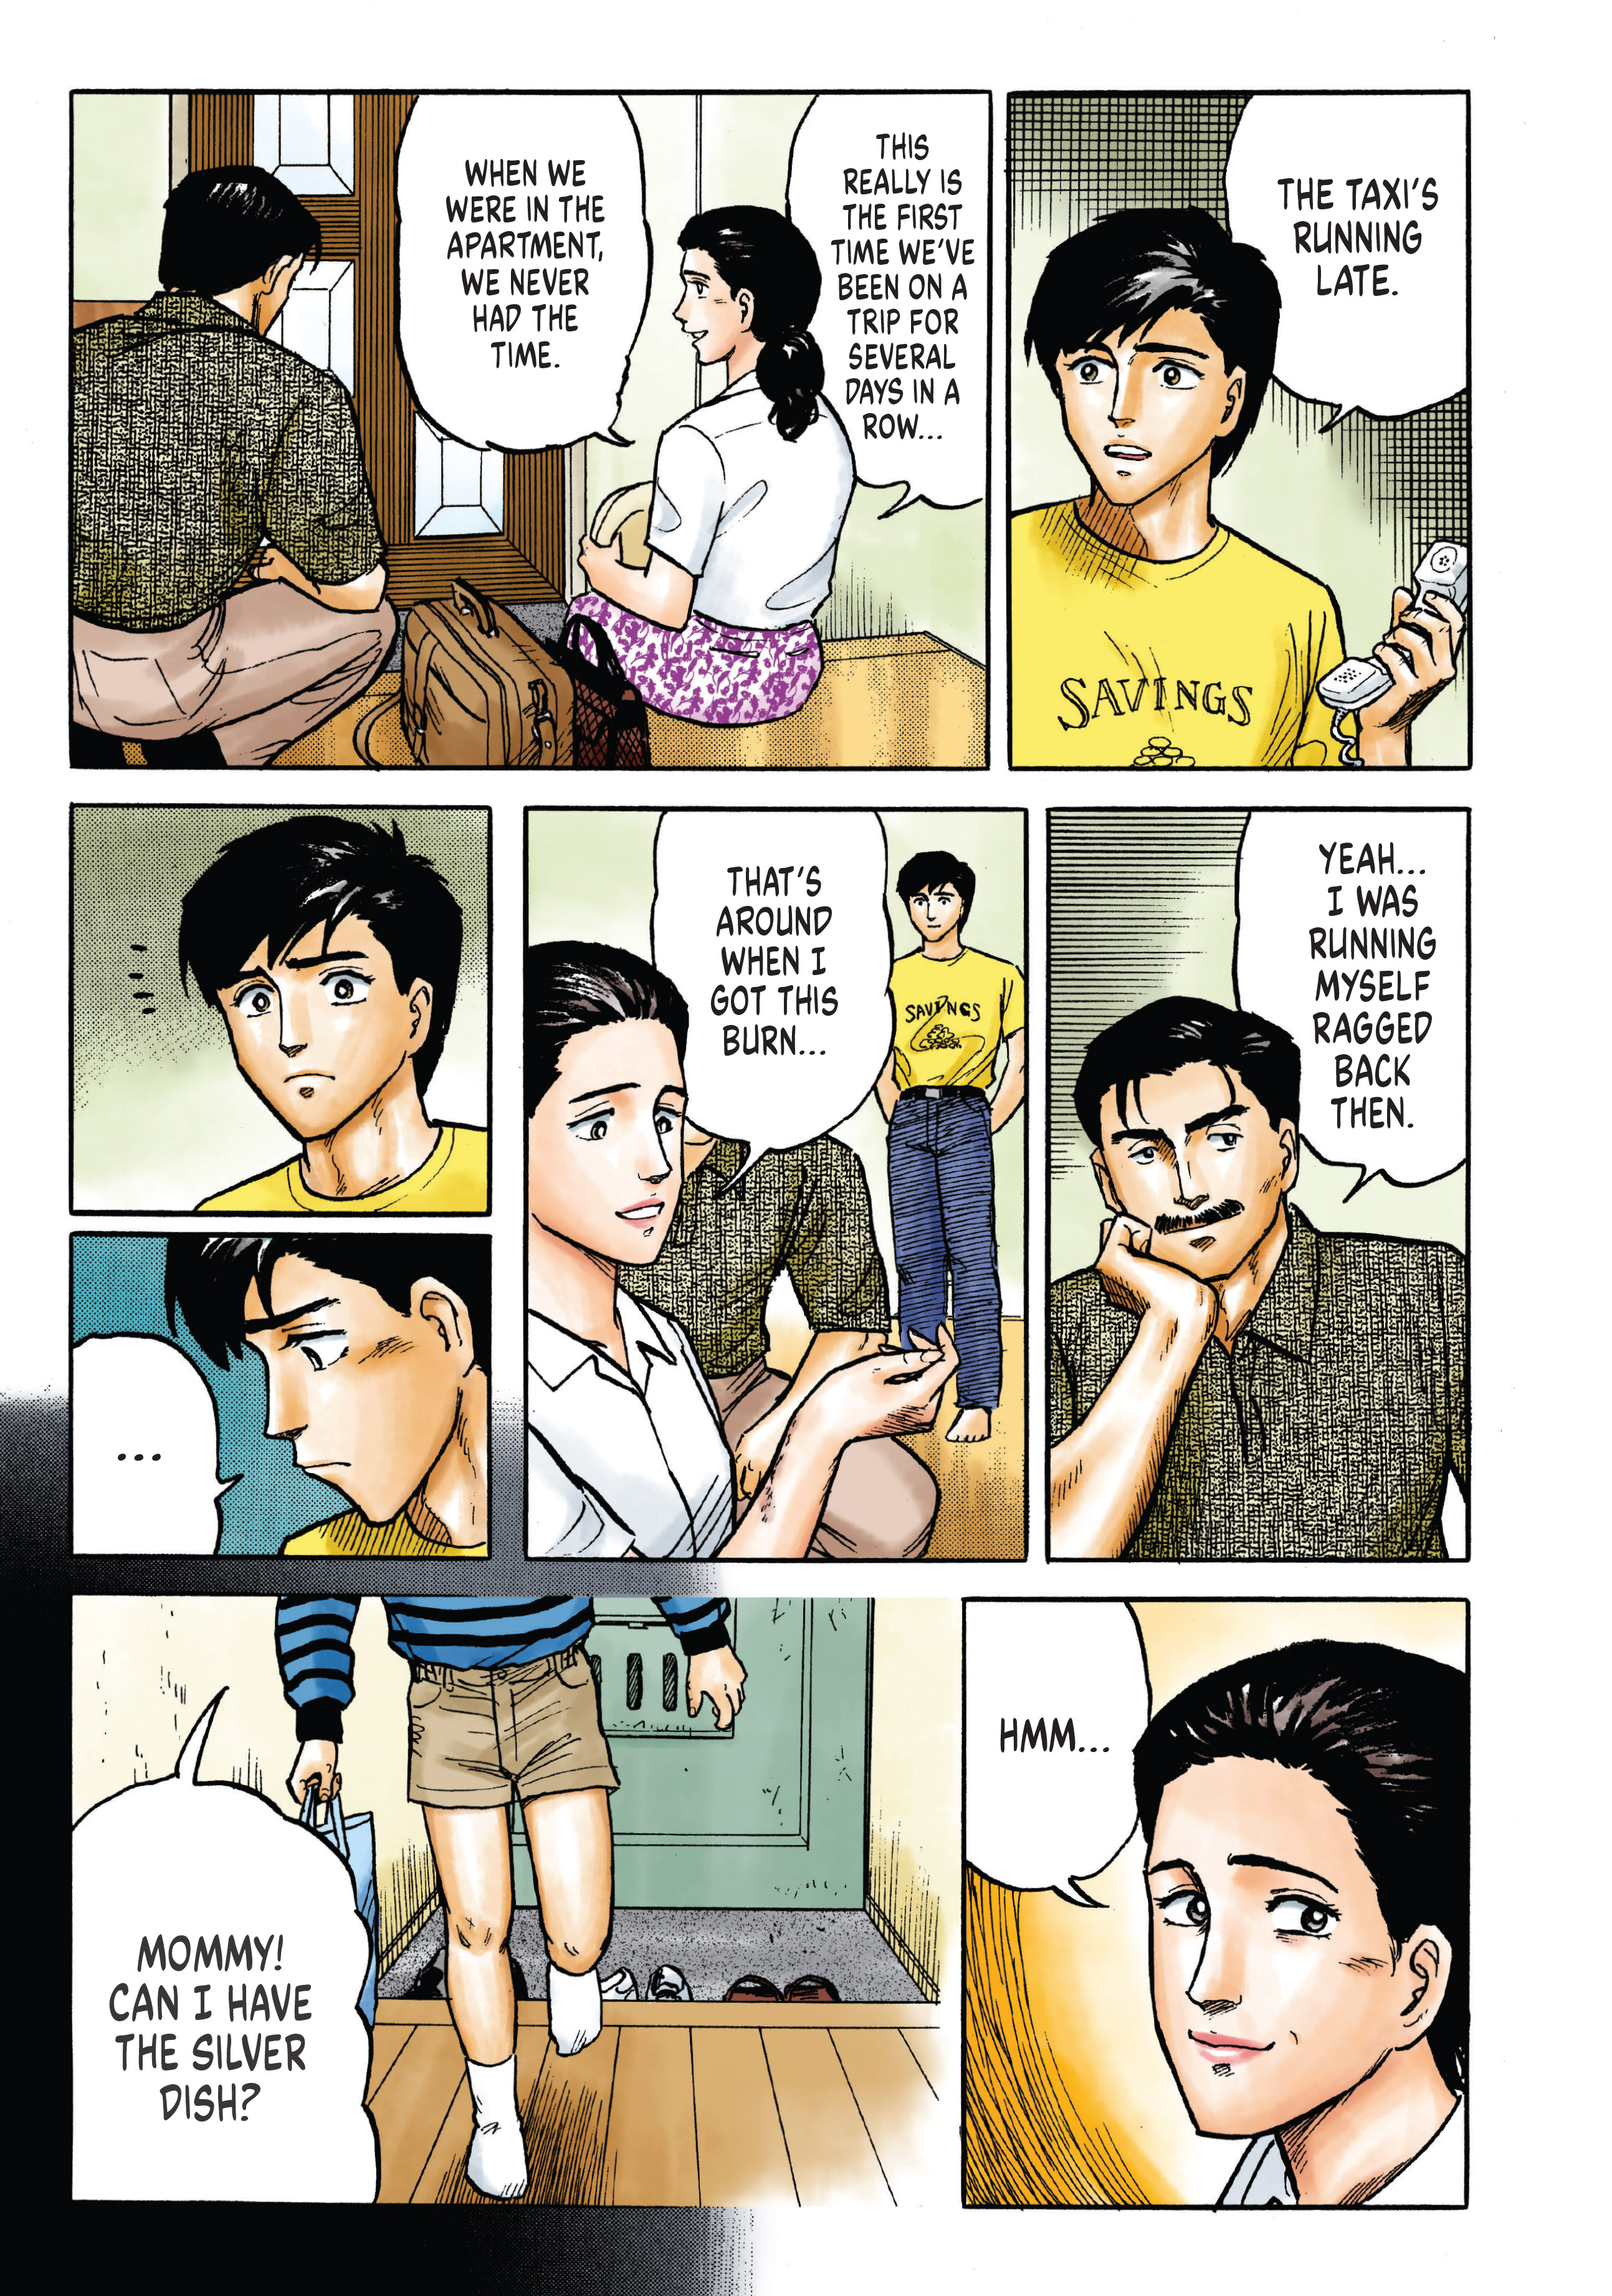 THE TAXI'S
RUNNING
LATE.
SAVINGS
THIS
REALLY IS
THE FIRST
TIME WE'VE
BEEN ON A
TRIP FOR
SEVERAL
DAYS IN A
ROW...
WHEN WE
WERE IN THE
APARTMENT,
WE NEVER
HAD THE
TIME.
YEAH...
I WAS
RUNNING
MYSELF
RAGGED
BACK
THEN.
THAT'S
AROUND
WHEN I
GOT THIS
BURN...
SAVINGS
...
HMM...
MOMMY!
CAN I HAVE
THE SILVER
DISH?